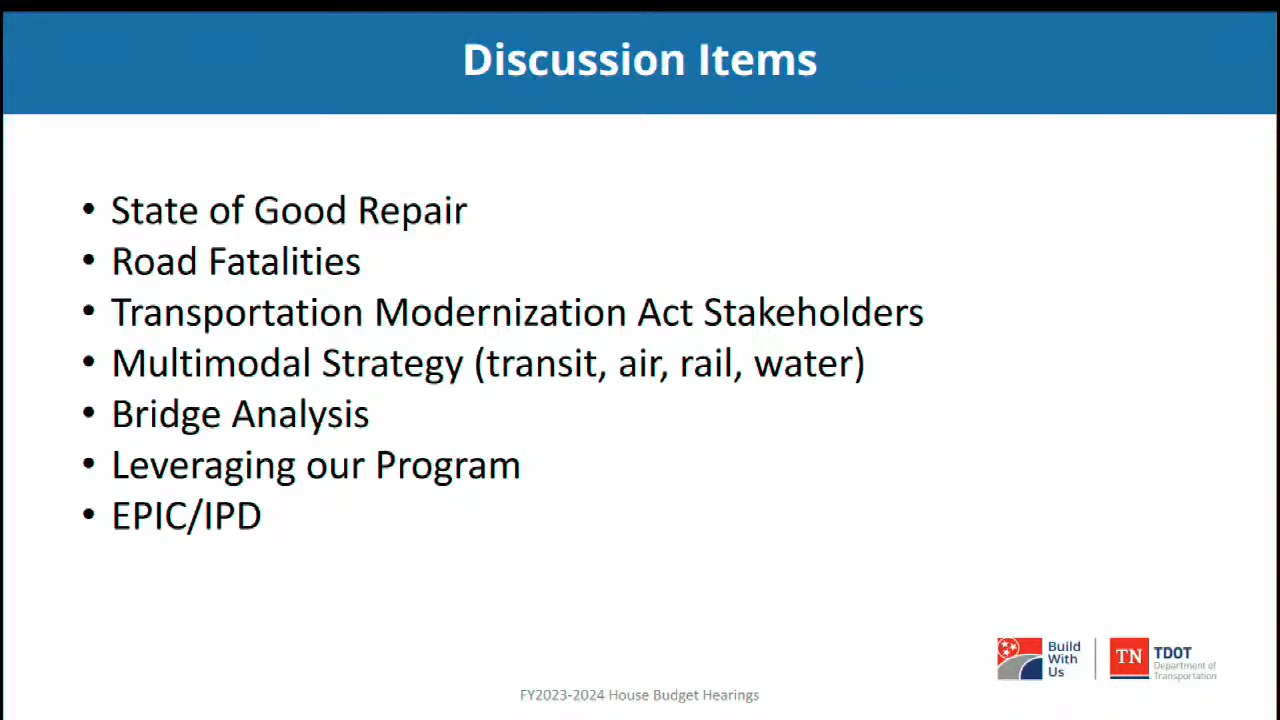 Discussion Items
• State of Good Repair
• Road Fatalities
• Transportation Modernization Act Stakeholders
• Multimodal Strategy (transit, air, rail, water)
• Bridge Analysis
• Leveraging our Program
• EPIC/IPD
Build
With
Us
TN
TDOT
Department of
Transportation
FY2023-2024 House Budget Hearings